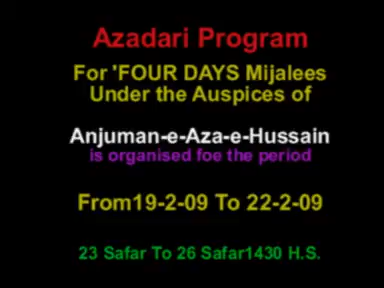 Azadari Program
For 'FOUR DAYS Mijalees
Under the Auspices of
Anjuman-e-Aza-e-Hussain
is organised foe the period
From19-2-09 To 22-2-09
23 Safar To 26 Safar1430 H.S.